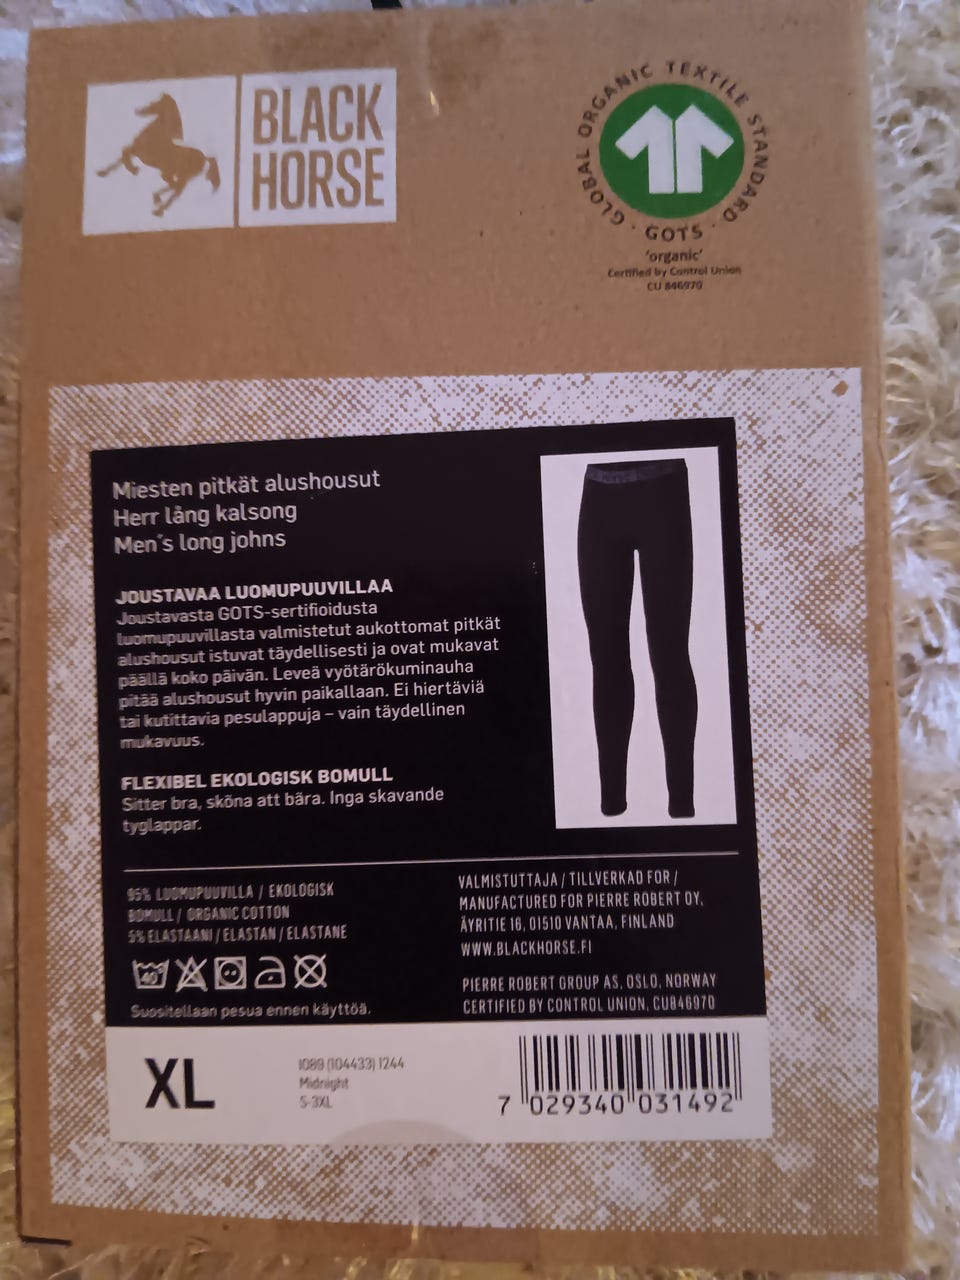 BLACK
HORSE
GLOBAL ORGANIC TEXTILE STANDARD · GOTS ·
'organic'
Certified by Control Union
CU 846970
Miesten pitkät alushousut
Herr lång kalsong
Men´s long johns
JOUSTAVAA LUOMUPUUVILLAA
Joustavasta GOTS-sertifioidusta
luomupuuvillasta valmistetut aukottomat pitkät
alushousut istuvat täydellisesti ja ovat mukavat
päällä koko päivän. Leveä vyötärökuminauha
pitää alushousut hyvin paikallaan. Ei hiertäviä
tai kutittavia pesulappuja – vain täydellinen
mukavuus.
FLEXIBEL EKOLOGISK BOMULL
Sitter bra, sköna att bära. Inga skavande
tyglappar.
95% LUOMUPUUVILLA / EKOLOGISK
BOMULL / ORGANIC COTTON
5% ELASTAANI / ELASTAN / ELASTANE
40
Suositellaan pesua ennen käyttöä.
VALMISTUTTAJA / TILLVERKAD FOR /
MANUFACTURED FOR PIERRE ROBERT OY,
ÄYRITIE 16, 01510 VANTAA, FINLAND
WWW.BLACKHORSE.FI
PIERRE ROBERT GROUP AS, OSLO, NORWAY
CERTIFIED BY CONTROL UNION, CU846970
XL
1089 (104433) 1244
Midnight
S-3XL
7 029340 031492